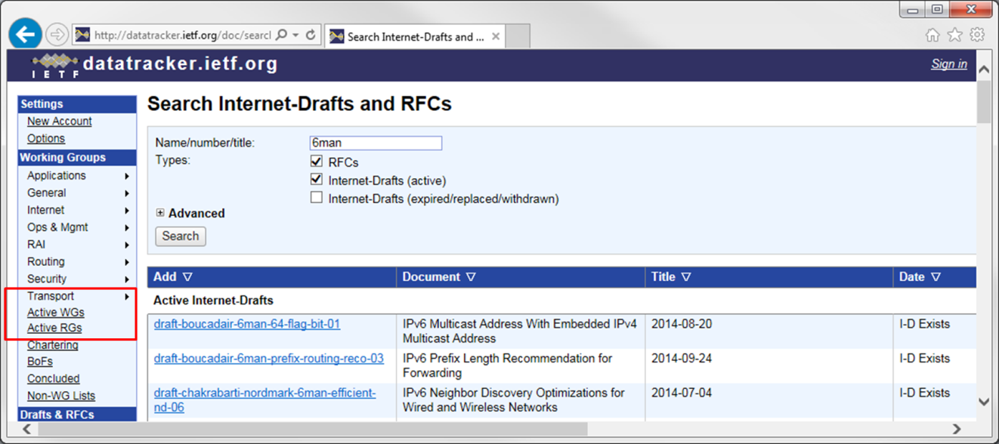 http://datatracker.ietf.org/doc/searcl
Search Internet-Drafts and ...
IETF
datatracker.ietf.org
Sign in
Settings
New Account
Options
Working Groups
Applications
General
Internet
Ops & Mgmt
RAI
Routing
Security
Transport
Active WGs
Active RGs
Chartering
BoFs
Concluded
Non-WG Lists
Drafts & RFCs
Search Internet-Drafts and RFCs
Name/number/title: 6man
Types: RFCs
Internet-Drafts (active)
Internet-Drafts (expired/replaced/withdrawn)
Advanced
Search
Add Document Title Date
Active Internet-Drafts
draft-boucadair-6man-64-flag-bit-01 IPv6 Multicast Address With Embedded IPv4 2014-08-20 I-D Exists
Multicast Address
draft-boucadair-6man-prefix-routing-reco-03 IPv6 Prefix Length Recommendation for 2014-09-24 I-D Exists
Forwarding
draft-chakrabarti-nordmark-6man-efficient- IPv6 Neighbor Discovery Optimizations for 2014-07-04 I-D Exists
nd-06 Wired and Wireless Networks